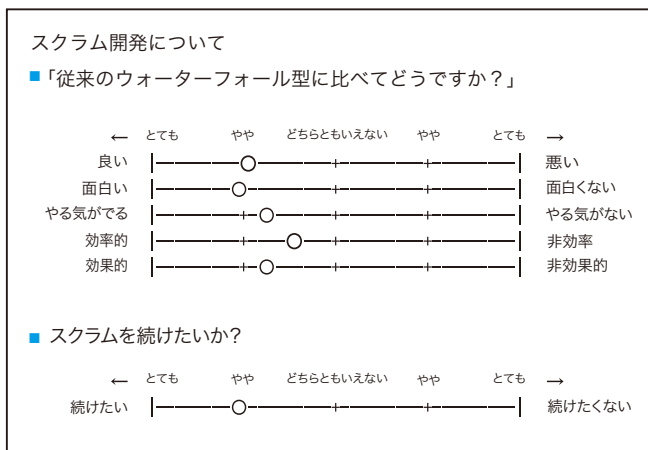 スクラム開発について
■「従来のウォーターフォール型に比べてどうですか？」
← とても やや どちらともいえない やや とても →
良い 悪い
面白い 面白くない
やる気がでる やる気がない
効率的 非効率
効果的 非効果的
■ スクラムを続けたいか?
← とても やや どちらともいえない やや とても →
続けたい 続けたくない